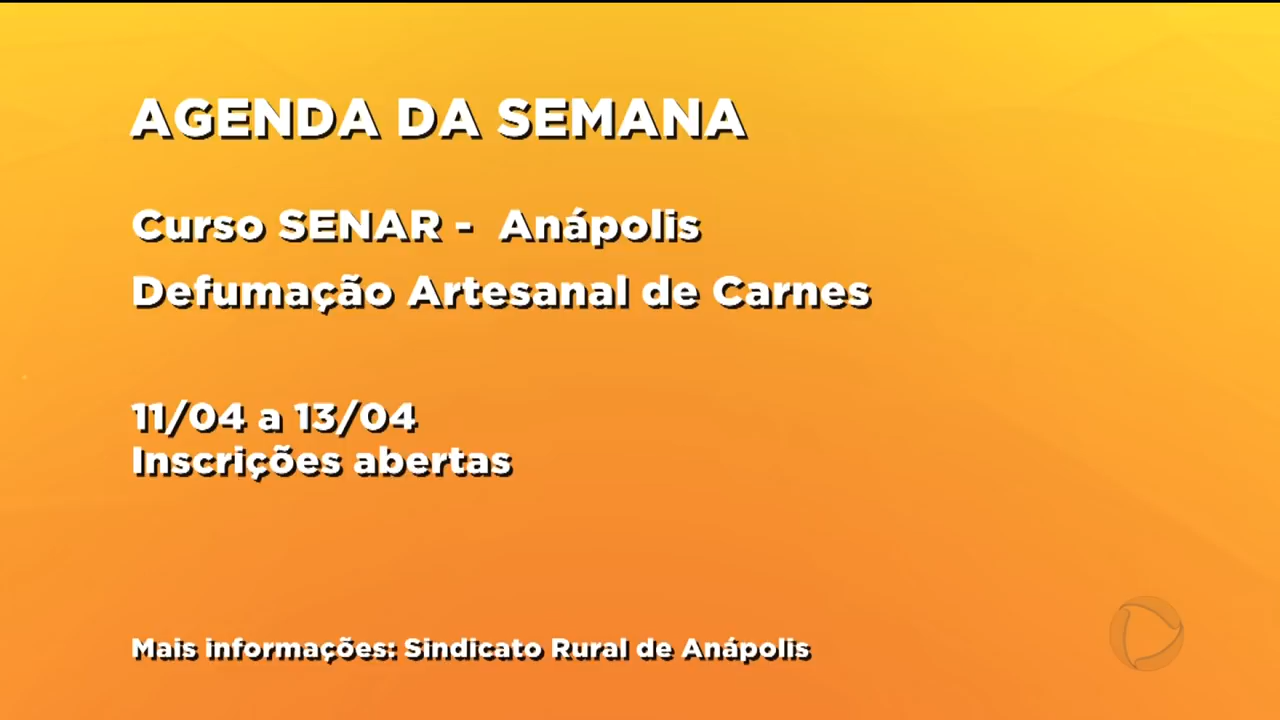 AGENDA DA SEMANA
Curso SENAR - Anápolis
Defumação Artesanal de Carnes
11/04 a 13/04
Inscrições abertas
Mais informações: Sindicato Rural de Anápolis